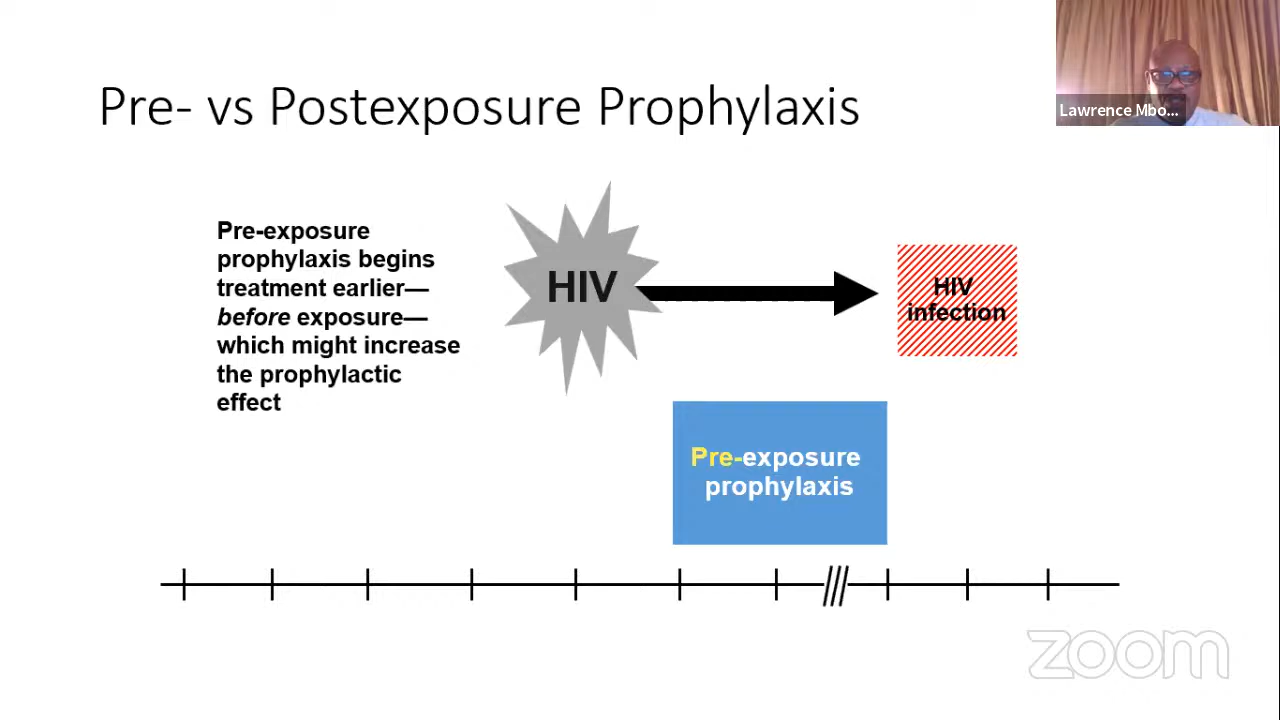 Pre- vs Postexposure Prophylaxis
Lawrence Mbo...
Pre-exposure
prophylaxis begins
treatment earlier—
before exposure—
which might increase
the prophylactic
effect
HIV
HIV
infection
Pre-exposure
prophylaxis
zoom